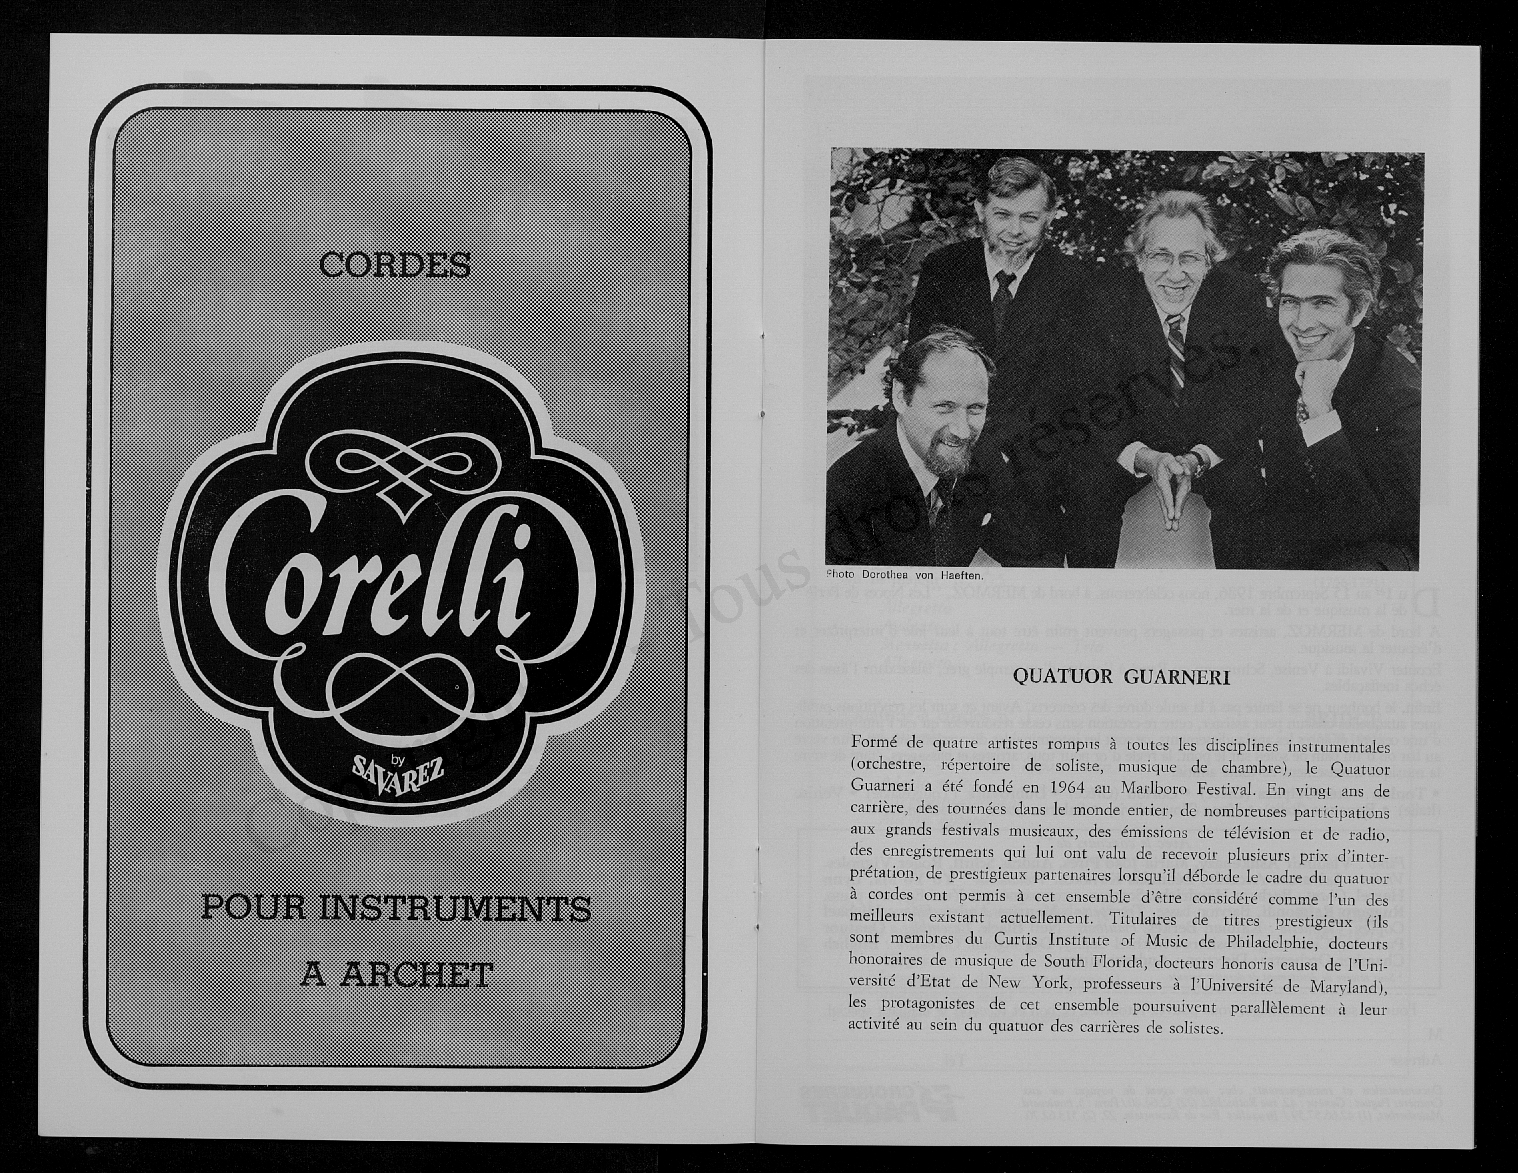 CORDES
Corelli
by
SAVAREZ
POUR INSTRUMENTS
A ARCHET
Photo Dorothea von Haeften.
Tous droits réservés.
QUATUOR GUARNERI
Formé de quatre artistes rompus à toutes les disciplines instrumentales
(orchestre, répertoire de soliste, musique de chambre), le Quatuor
Guarneri a été fondé en 1964 au Marlboro Festival. En vingt ans de
carrière, des tournées dans le monde entier, de nombreuses participations
aux grands festivals musicaux, des émissions de télévision et de radio,
des enregistrements qui lui ont valu de recevoir plusieurs prix d'inter-
prétation, de prestigieux partenaires lorsqu'il déborde le cadre du quatuor
à cordes ont permis à cet ensemble d'être considéré comme l'un des
meilleurs existant actuellement. Titulaires de titres prestigieux (ils
sont membres du Curtis Institute of Music de Philadelphie, docteurs
honoraires de musique de South Florida, docteurs honoris causa de l'Uni-
versité d'Etat de New York, professeurs à l'Université de Maryland),
les protagonistes de cet ensemble poursuivent parallèlement à leur
activité au sein du quatuor des carrières de solistes.